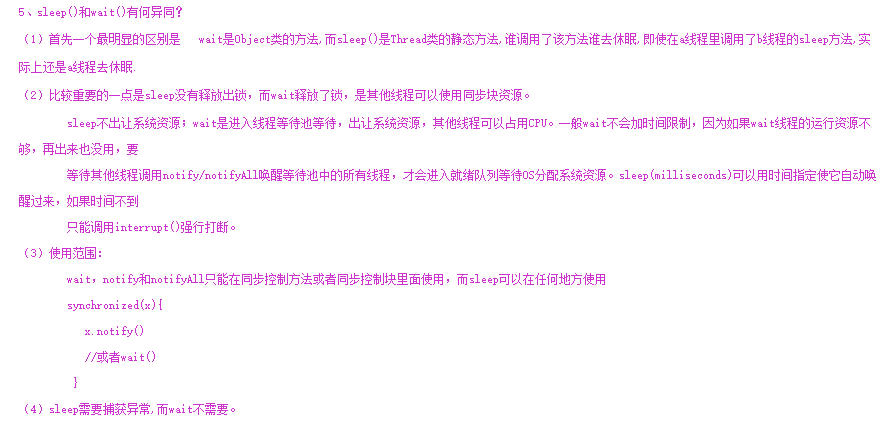 5、sleep()和wait()有何异同?
（1）首先一个最明显的区别是  wait是Object类的方法,而sleep()是Thread类的静态方法,谁调用了该方法谁去休眠,即使在a线程里调用了b线程的sleep方法,实
际上还是a线程去休眠.
（2）比较重要的一点是sleep没有释放出锁，而wait释放了锁，是其他线程可以使用同步块资源。
sleep不出让系统资源；wait是进入线程等待池等待，出让系统资源，其他线程可以占用CPU。一般wait不会加时间限制，因为如果wait线程的运行资源不
够，再出来也没用，要
等待其他线程调用notify/notifyAll唤醒等待池中的所有线程，才会进入就绪队列等待OS分配系统资源。sleep(milliseconds)可以用时间指定使它自动唤
醒过来，如果时间不到
只能调用interrupt()强行打断。
（3）使用范围:
wait，notify和notifyAll只能在同步控制方法或者同步控制块里面使用，而sleep可以在任何地方使用
synchronized(x){
x.notify()
//或者wait()
}
（4）sleep需要捕获异常,而wait不需要。